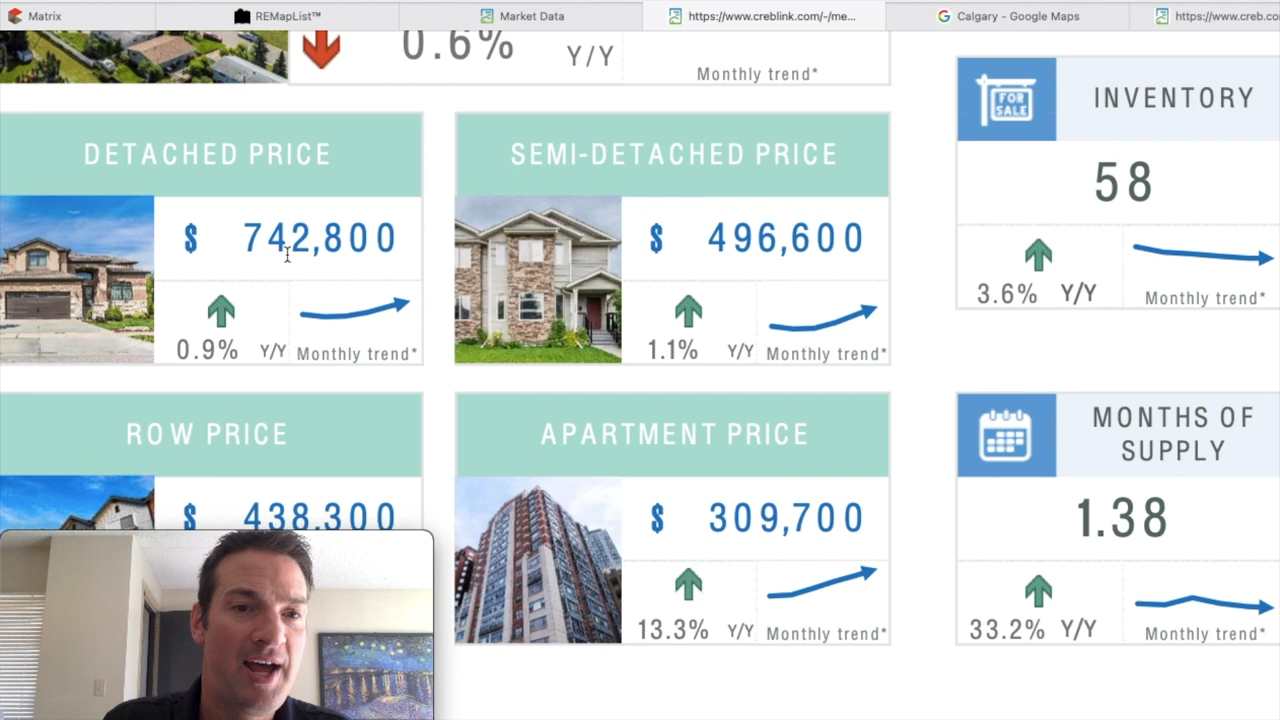 Matrix
REMapList™
Market Data
https://www.creblink.com/-/me...
Calgary - Google Maps
https://www.creb.co
0.6%
Y/Y
Monthly trend*
FOR SALE
INVENTORY
58
3.6% Y/Y
Monthly trend*
DETACHED PRICE
$ 742,800
0.9% Y/Y
Monthly trend*
SEMI-DETACHED PRICE
$ 496,600
1.1% Y/Y
Monthly trend*
ROW PRICE
$ 438,300
APARTMENT PRICE
$ 309,700
13.3% Y/Y
Monthly trend*
MONTHS OF
SUPPLY
1.38
33.2% Y/Y
Monthly trend*